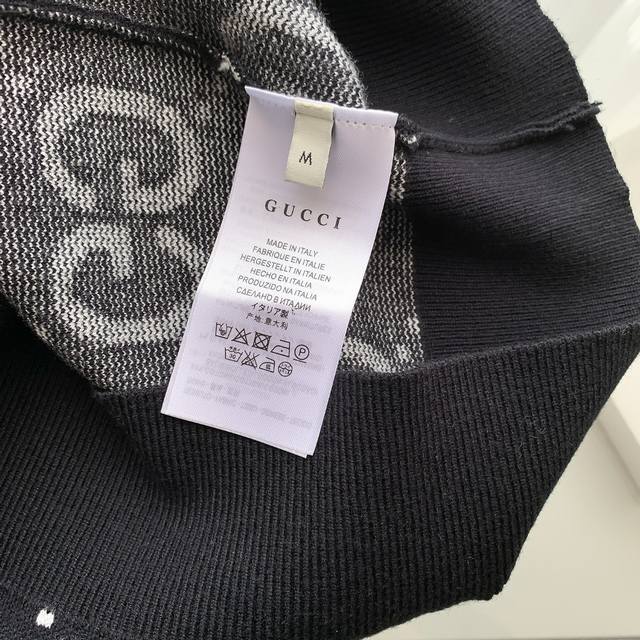 M
GUCCI
MADE IN ITALY
FABRIQUE EN ITALIE
HERGESTELLT IN ITALIEN
HECHO EN ITALIA
PRODUZIDO NA ITALIA
СДЕЛАНО В ИТАЛИИ
イタリア製
产地:意大利
P